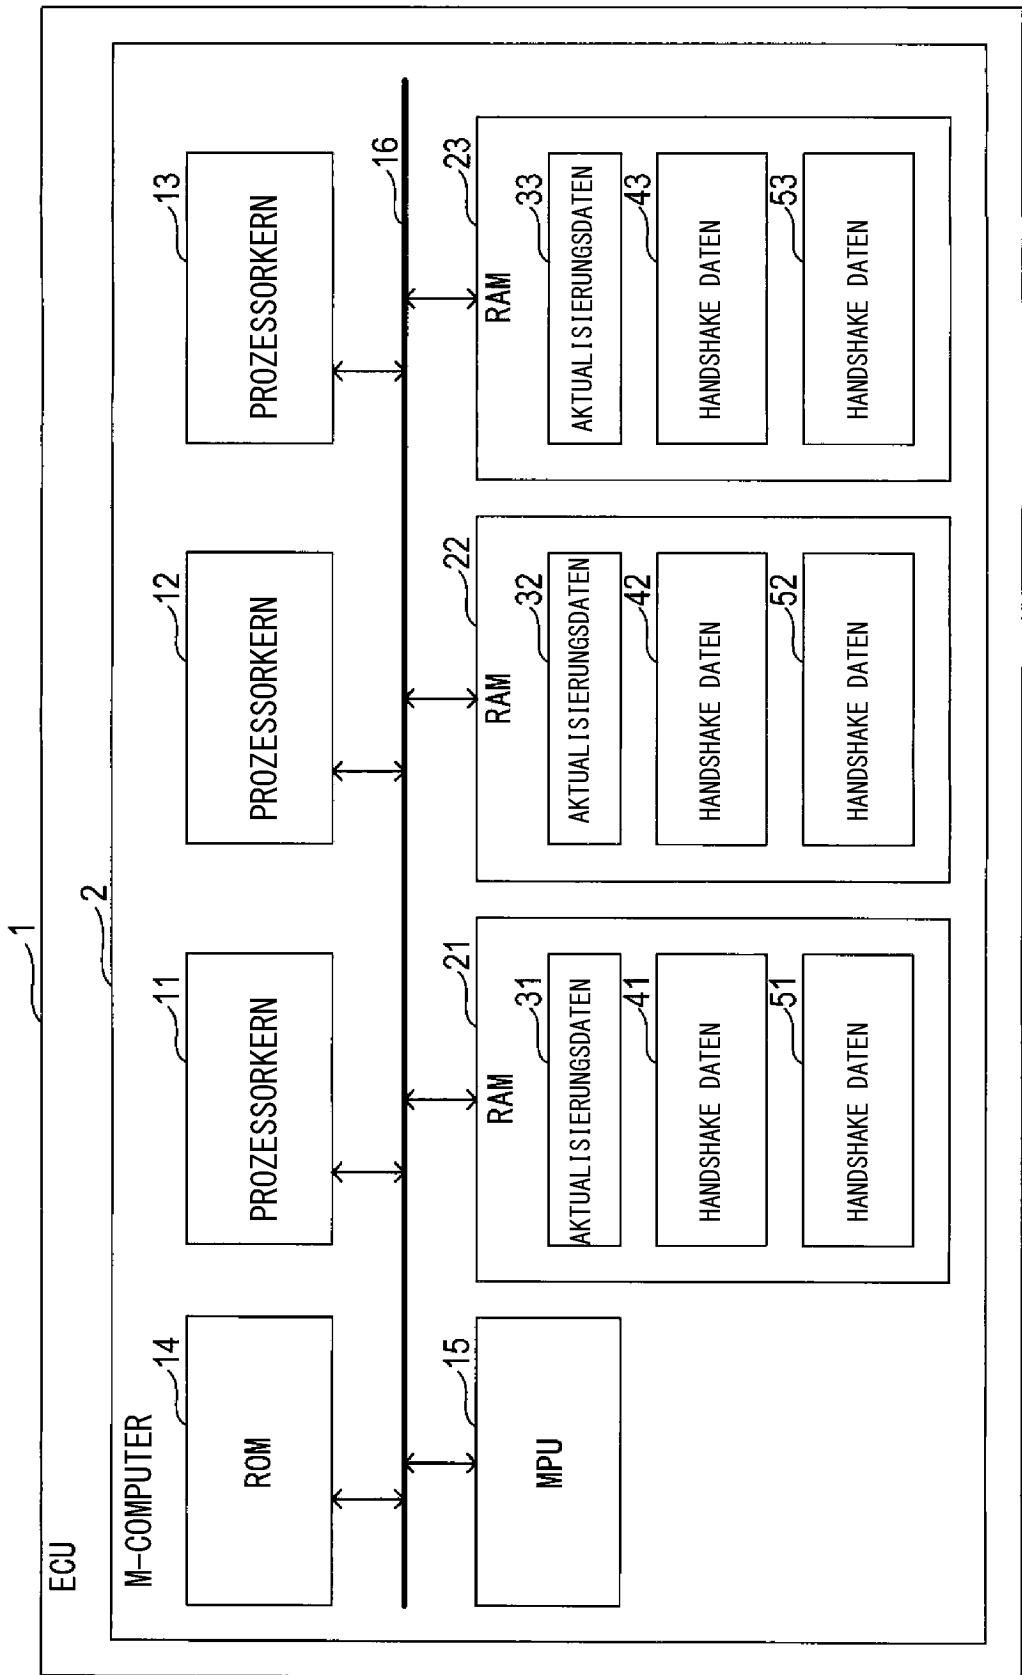 1
ECU
2
M-COMPUTER
14
ROM
11
PROZESSORKERN
12
PROZESSORKERN
13
PROZESSORKERN
16
15
MPU
21
RAM
31
AKTUALISIERUNGSDATEN
41
HANDSHAKE DATEN
51
HANDSHAKE DATEN
22
RAM
32
AKTUALISIERUNGSDATEN
42
HANDSHAKE DATEN
52
HANDSHAKE DATEN
23
RAM
33
AKTUALISIERUNGSDATEN
43
HANDSHAKE DATEN
53
HANDSHAKE DATEN